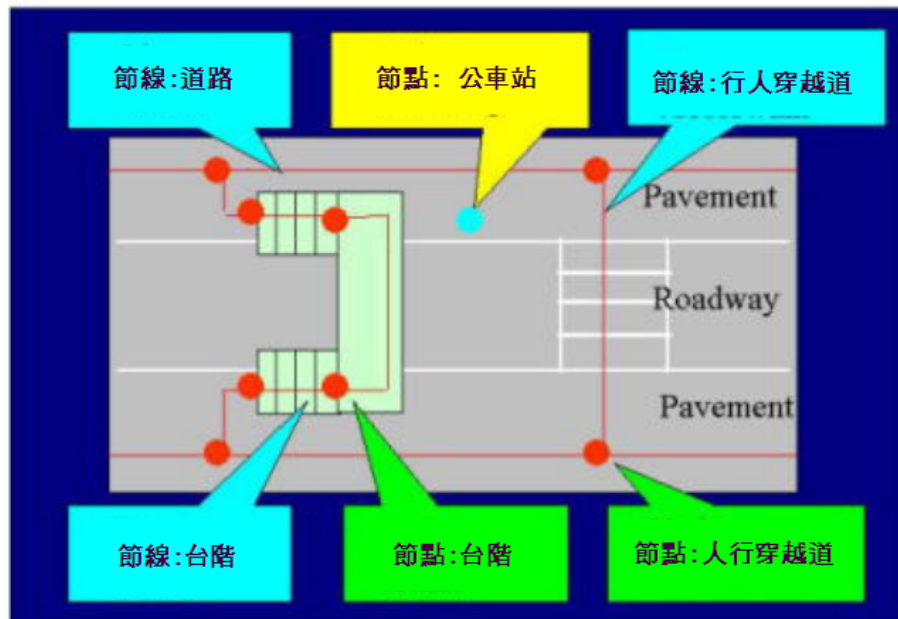 節線:道路
節點: 公車站
節線:行人穿越道
Pavement
Roadway
Pavement
節線:台階
節點:台階
节點:人行穿越道